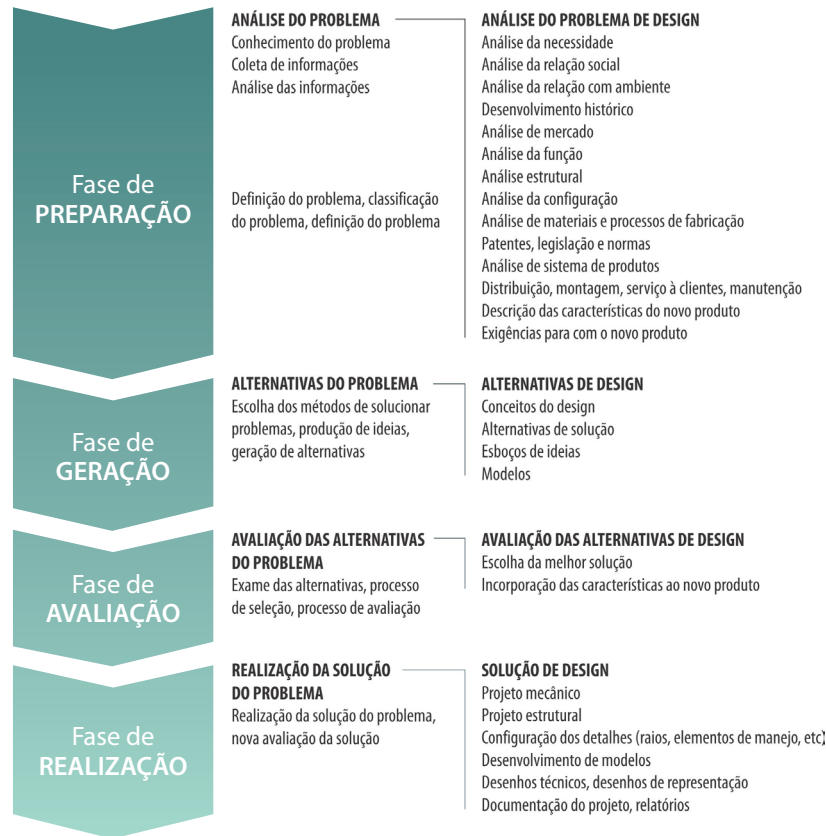 Fase de
PREPARAÇÃO
ANÁLISE DO PROBLEMA
Conhecimento do problema
Coleta de informações
Análise das informações
Definição do problema, classificação
do problema, definição do problema
ANÁLISE DO PROBLEMA DE DESIGN
Análise da necessidade
Análise da relação social
Análise da relação com ambiente
Desenvolvimento histórico
Análise de mercado
Análise da função
Análise estrutural
Análise da configuração
Análise de materiais e processos de fabricação
Patentes, legislação e normas
Análise de sistema de produtos
Distribuição, montagem, serviço à clientes, manutenção
Descrição das características do novo produto
Exigências para com o novo produto
Fase de
GERAÇÃO
ALTERNATIVAS DO PROBLEMA
Escolha dos métodos de solucionar
problemas, produção de ideias,
geração de alternativas
ALTERNATIVAS DE DESIGN
Conceitos do design
Alternativas de solução
Esboços de ideias
Modelos
Fase de
AVALIAÇÃO
AVALIAÇÃO DAS ALTERNATIVAS
DO PROBLEMA
Exame das alternativas, processo
de seleção, processo de avaliação
AVALIAÇÃO DAS ALTERNATIVAS DE DESIGN
Escolha da melhor solução
Incorporação das características ao novo produto
Fase de
REALIZAÇÃO
REALIZAÇÃO DA SOLUÇÃO
DO PROBLEMA
Realização da solução do problema,
nova avaliação da solução
SOLUÇÃO DE DESIGN
Projeto mecânico
Projeto estrutural
Configuração dos detalhes (raios, elementos de manejo, etc)
Desenvolvimento de modelos
Desenhos técnicos, desenhos de representação
Documentação do projeto, relatórios